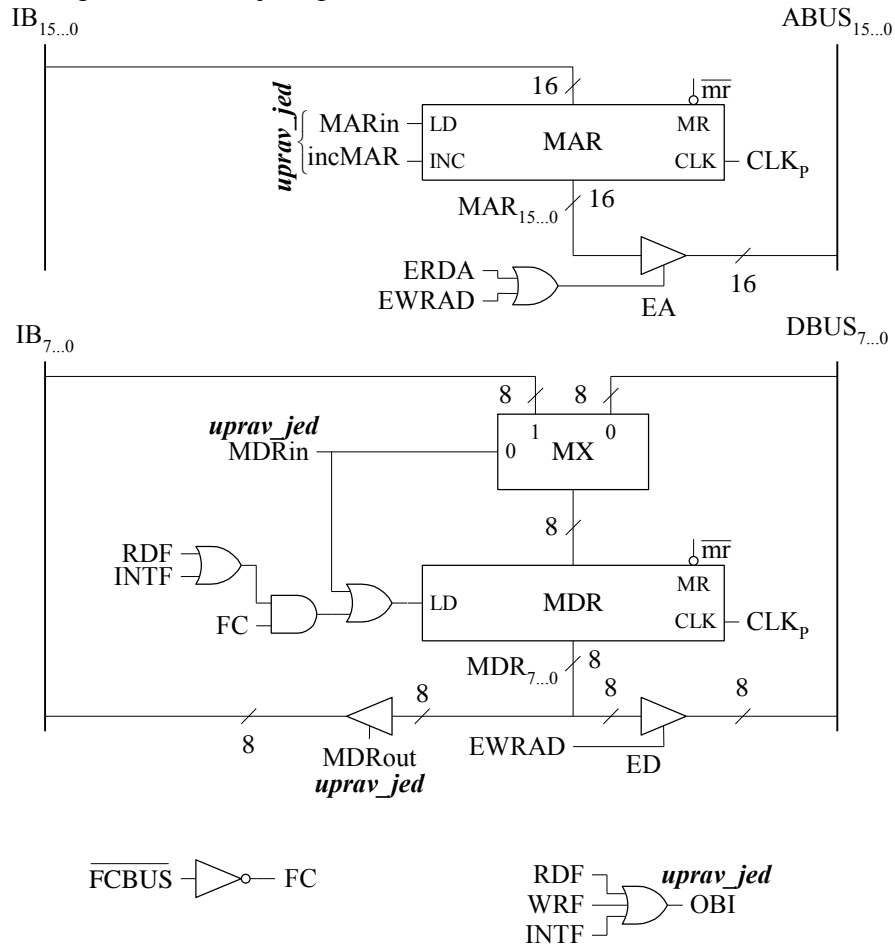 IB15...0 ABUS15...0
uprav_jed
16 mr
MARin LD MAR MR
incMAR INC CLK CLKP
MAR15...0 16
ERDA
EWRAD
EA 16
IB7...0 DBUS7...0
8 8
uprav_jed 1 0
MDRin 0 MX
8
RDF mr
INTF MR
LD MDR
FC CLK CLKP
MDR7...0 8
8 8 8 8
MDRout EWRAD ED
uprav_jed
FCBUS FC
RDF uprav_jed
WRF OBI
INTF